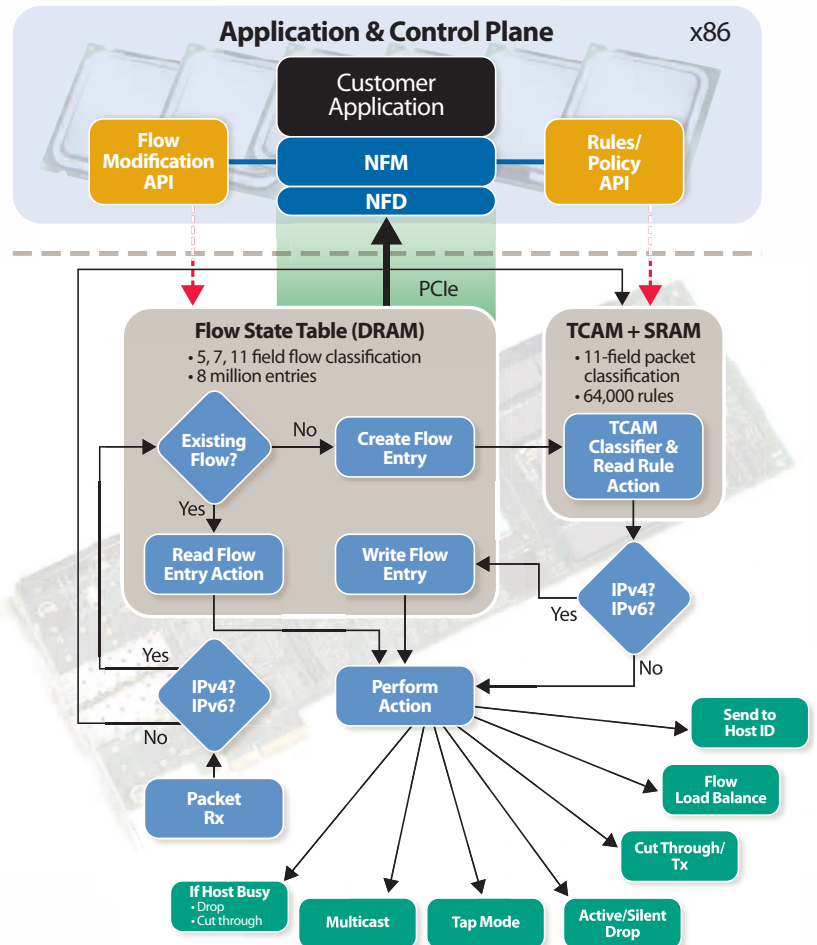 Application & Control Plane
x86
Customer
Application
Flow
Modification
API
NFM
Rules/
Policy
API
NFD
PCIe
Flow State Table (DRAM)
• 5, 7, 11 field flow classification
• 8 million entries
TCAM + SRAM
• 11-field packet
classification
• 64,000 rules
Existing
Flow?
No
Create Flow
Entry
TCAM
Classifier &
Read Rule
Action
Yes
Read Flow
Entry Action
Write Flow
Entry
IPv4?
IPv6?
Yes
No
Yes
IPv4?
IPv6?
No
Perform
Action
Packet
Rx
Send to
Host ID
Flow
Load Balance
Cut Through/
Tx
If Host Busy
• Drop
• Cut through
Multicast
Tap Mode
Active/Silent
Drop